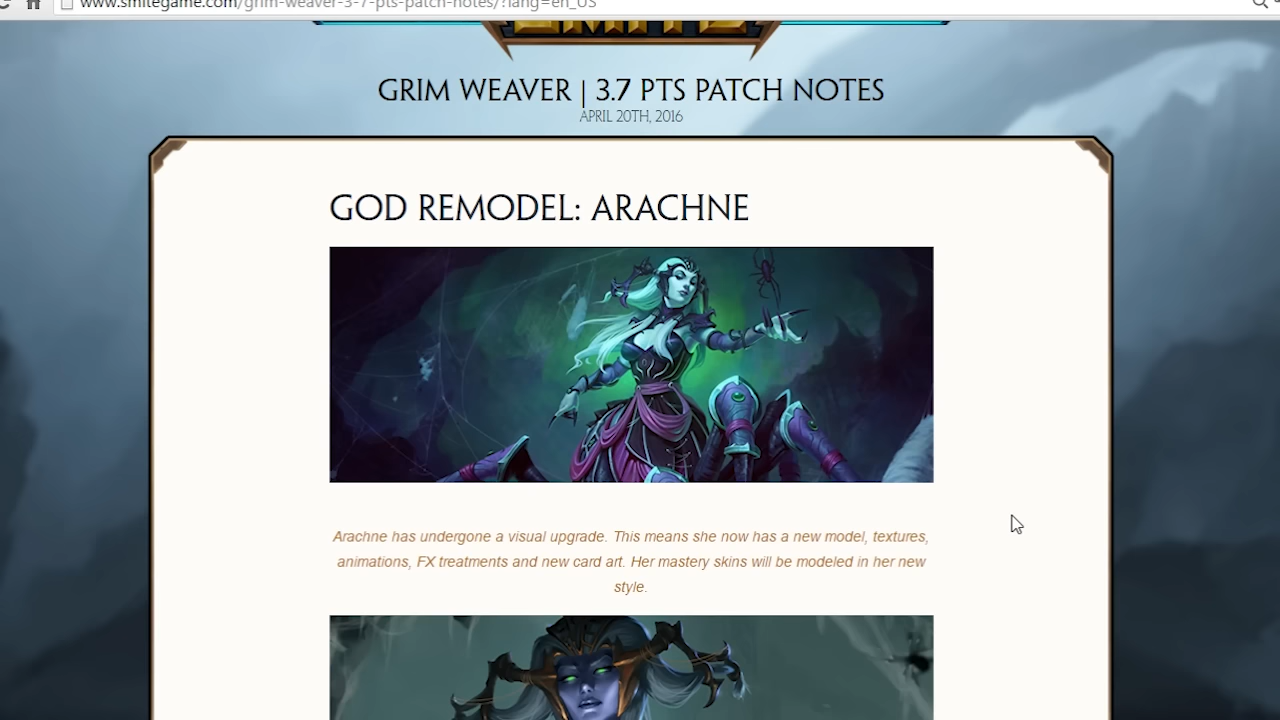 www.smitegame.com/grim-weaver-3-7-pts-patch-notes/?lang=en_US
SMITE
GRIM WEAVER | 3.7 PTS PATCH NOTES
APRIL 20TH, 2016
GOD REMODEL: ARACHNE
Arachne has undergone a visual upgrade. This means she now has a new model, textures,
animations, FX treatments and new card art. Her mastery skins will be modeled in her new
style.